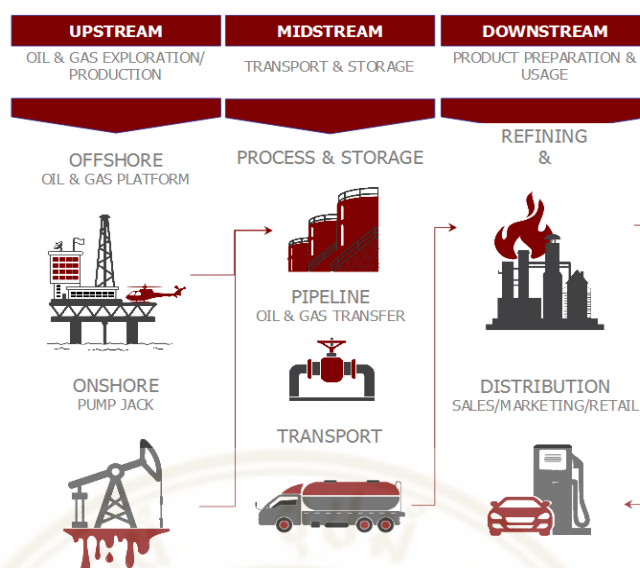 UPSTREAM
OIL & GAS EXPLORATION/
PRODUCTION
MIDSTREAM
TRANSPORT & STORAGE
DOWNSTREAM
PRODUCT PREPARATION &
USAGE
OFFSHORE
OIL & GAS PLATFORM
ONSHORE
PUMP JACK
PROCESS & STORAGE
PIPELINE
OIL & GAS TRANSFER
TRANSPORT
REFINING
&
DISTRIBUTION
SALES/MARKETING/RETAIL